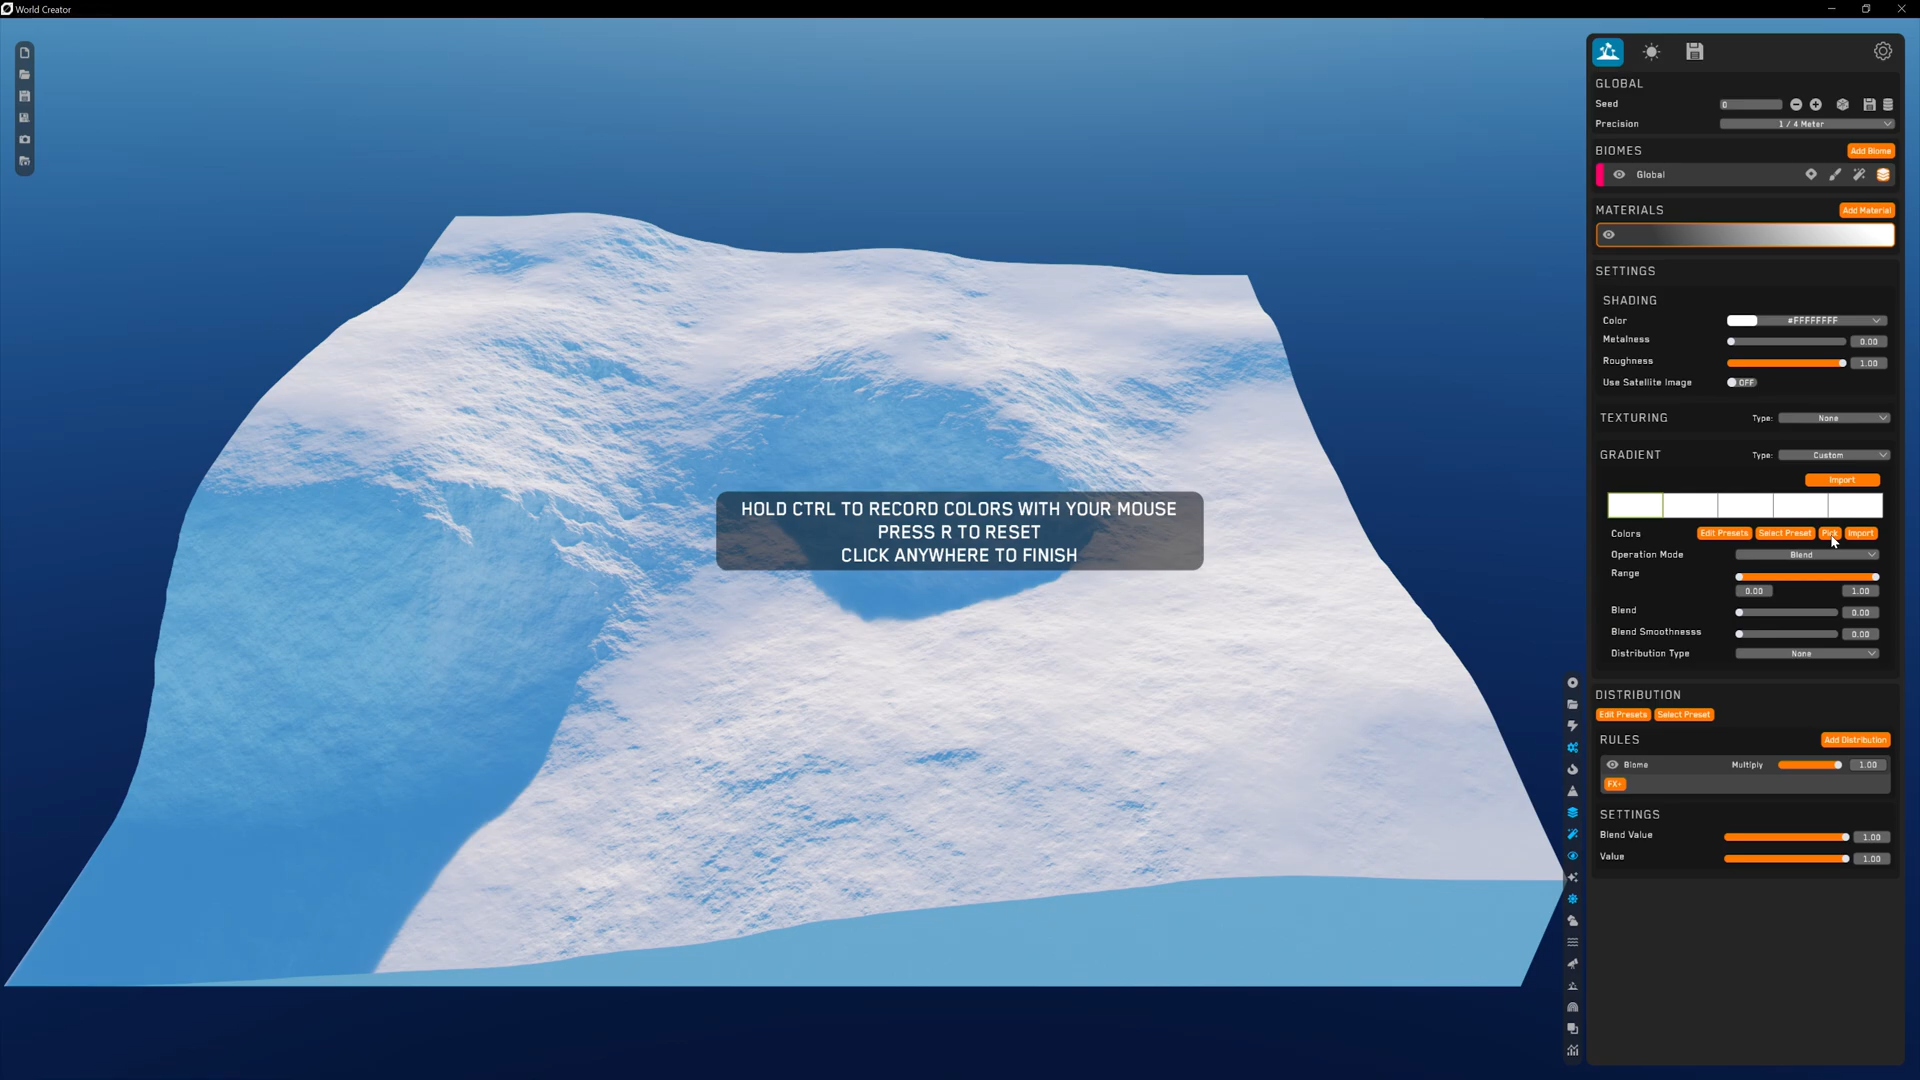 World Creator
GLOBAL
Seed 0
Precision 1 / 4 Meter
BIOMES Add Biome
Global
MATERIALS Add Material
SETTINGS
SHADING
Color #FFFFFFFF
Metalness 0.00
Roughness 1.00
Use Satellite Image OFF
TEXTURING Type: None
GRADIENT Type: Custom
Import
HOLD CTRL TO RECORD COLORS WITH YOUR MOUSE
PRESS R TO RESET
CLICK ANYWHERE TO FINISH
Colors Edit Presets Select Preset Pick Import
Operation Mode Blend
Range
0.00 1.00
Blend 0.00
Blend Smoothnesss 0.00
Distribution Type None
DISTRIBUTION
Edit Presets Select Preset
RULES Add Distribution
Biome Multiply 1.00
FX+
SETTINGS
Blend Value 1.00
Value 1.00